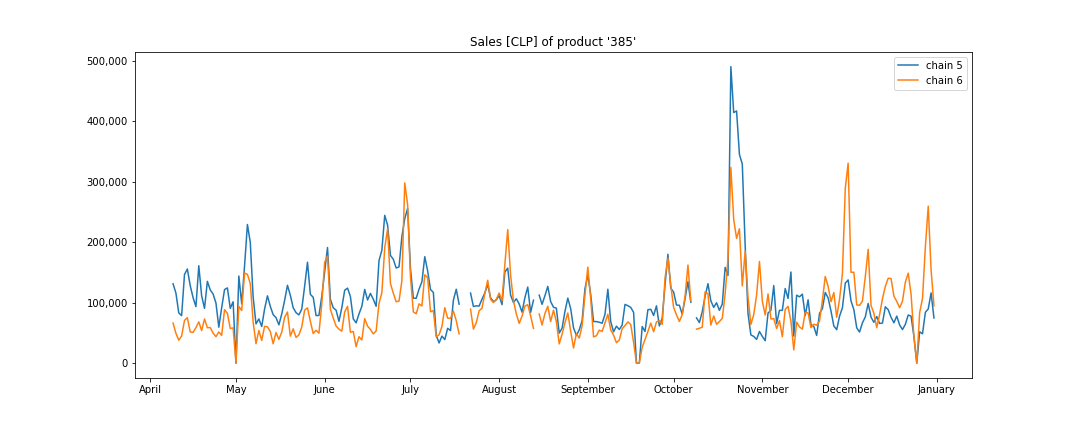 Sales [CLP] of product '385'
500,000
400,000
300,000
200,000
100,000
0
chain 5
chain 6
April May June July August September October November December January